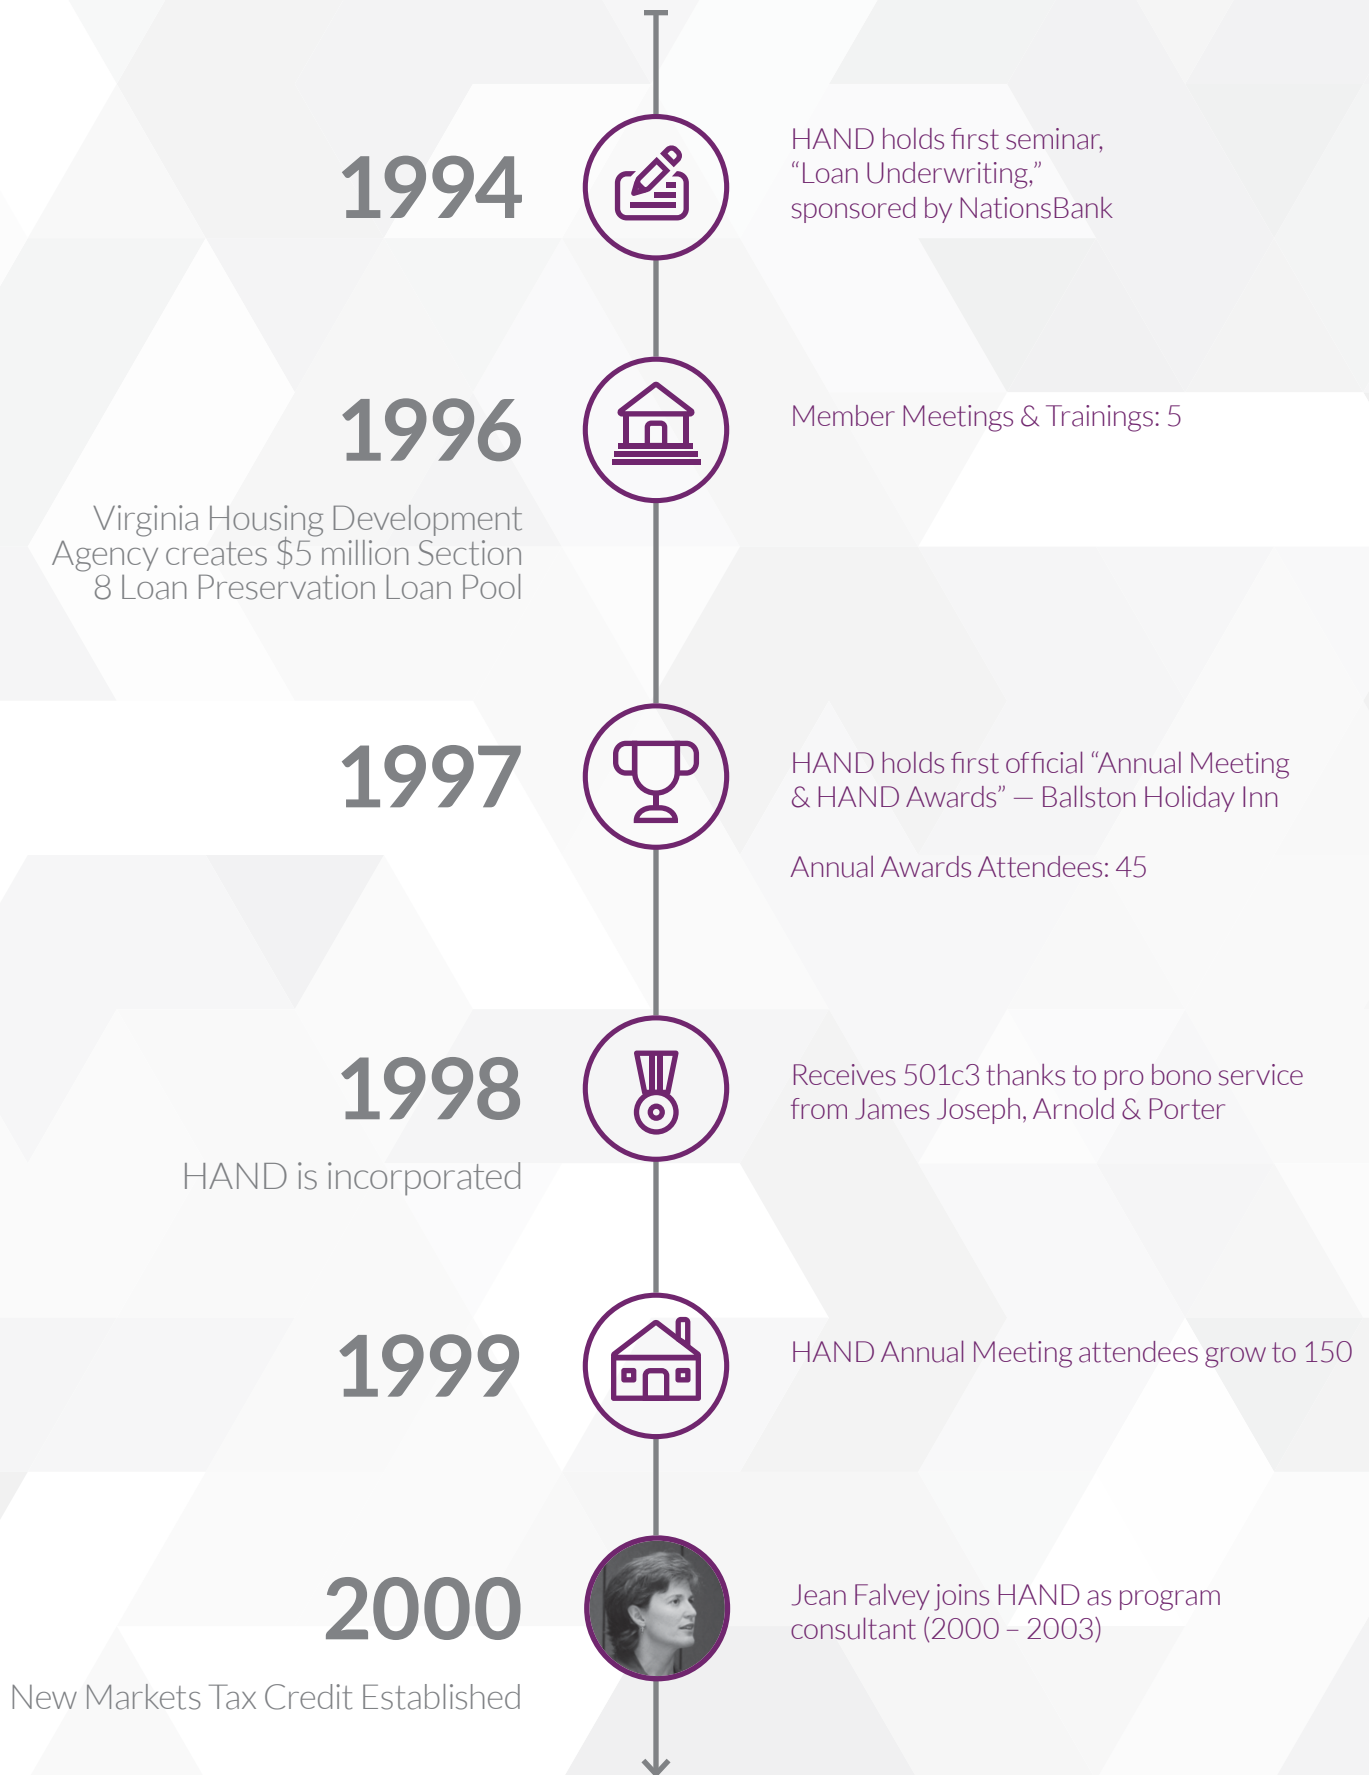 1994
HAND holds first seminar,
“Loan Underwriting,”
sponsored by NationsBank
1996
Virginia Housing Development
Agency creates $5 million Section
8 Loan Preservation Loan Pool
Member Meetings & Trainings: 5
1997
HAND holds first official “Annual Meeting
& HAND Awards” — Ballston Holiday Inn
Annual Awards Attendees: 45
1998
HAND is incorporated
Receives 501c3 thanks to pro bono service
from James Joseph, Arnold & Porter
1999
HAND Annual Meeting attendees grow to 150
2000
New Markets Tax Credit Established
Jean Falvey joins HAND as program
consultant (2000 – 2003)